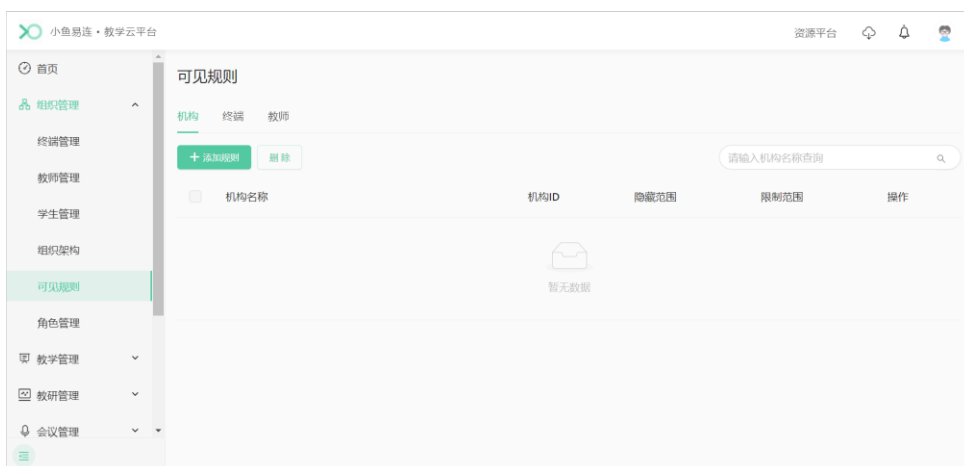 小鱼易连·教学云平台
资源平台
首页
组织管理
终端管理
教师管理
学生管理
组织架构
可见规则
角色管理
教学管理
教研管理
会议管理
可见规则
机构 终端 教师
添加规则 删除
请输入机构名称查询
机构名称 机构ID 隐藏范围 限制范围 操作
暂无数据